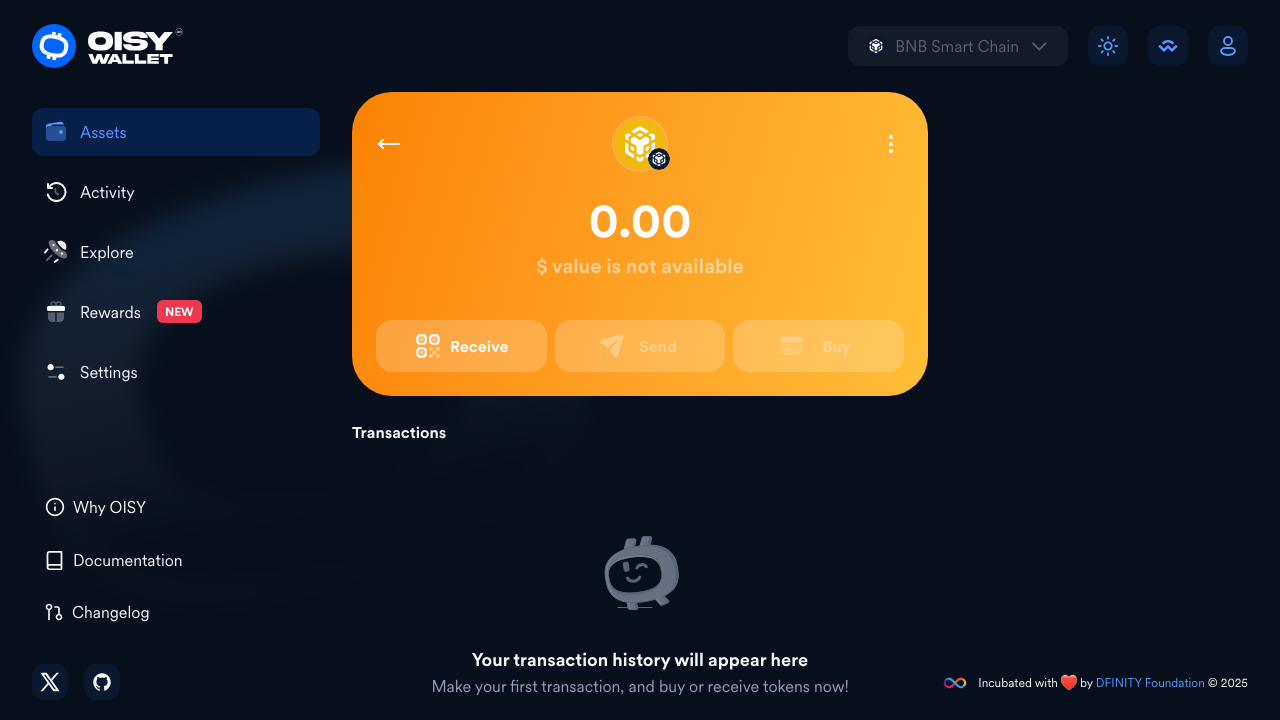 OISY
WALLET
BNB Smart Chain
Assets
Activity
Explore
Rewards NEW
Settings
Why OISY
Documentation
Changelog
0.00
$ value is not available
Receive
Send
Buy
Transactions
Your transaction history will appear here
Make your first transaction, and buy or receive tokens now!
Incubated with ❤️ by DFINITY Foundation © 2025